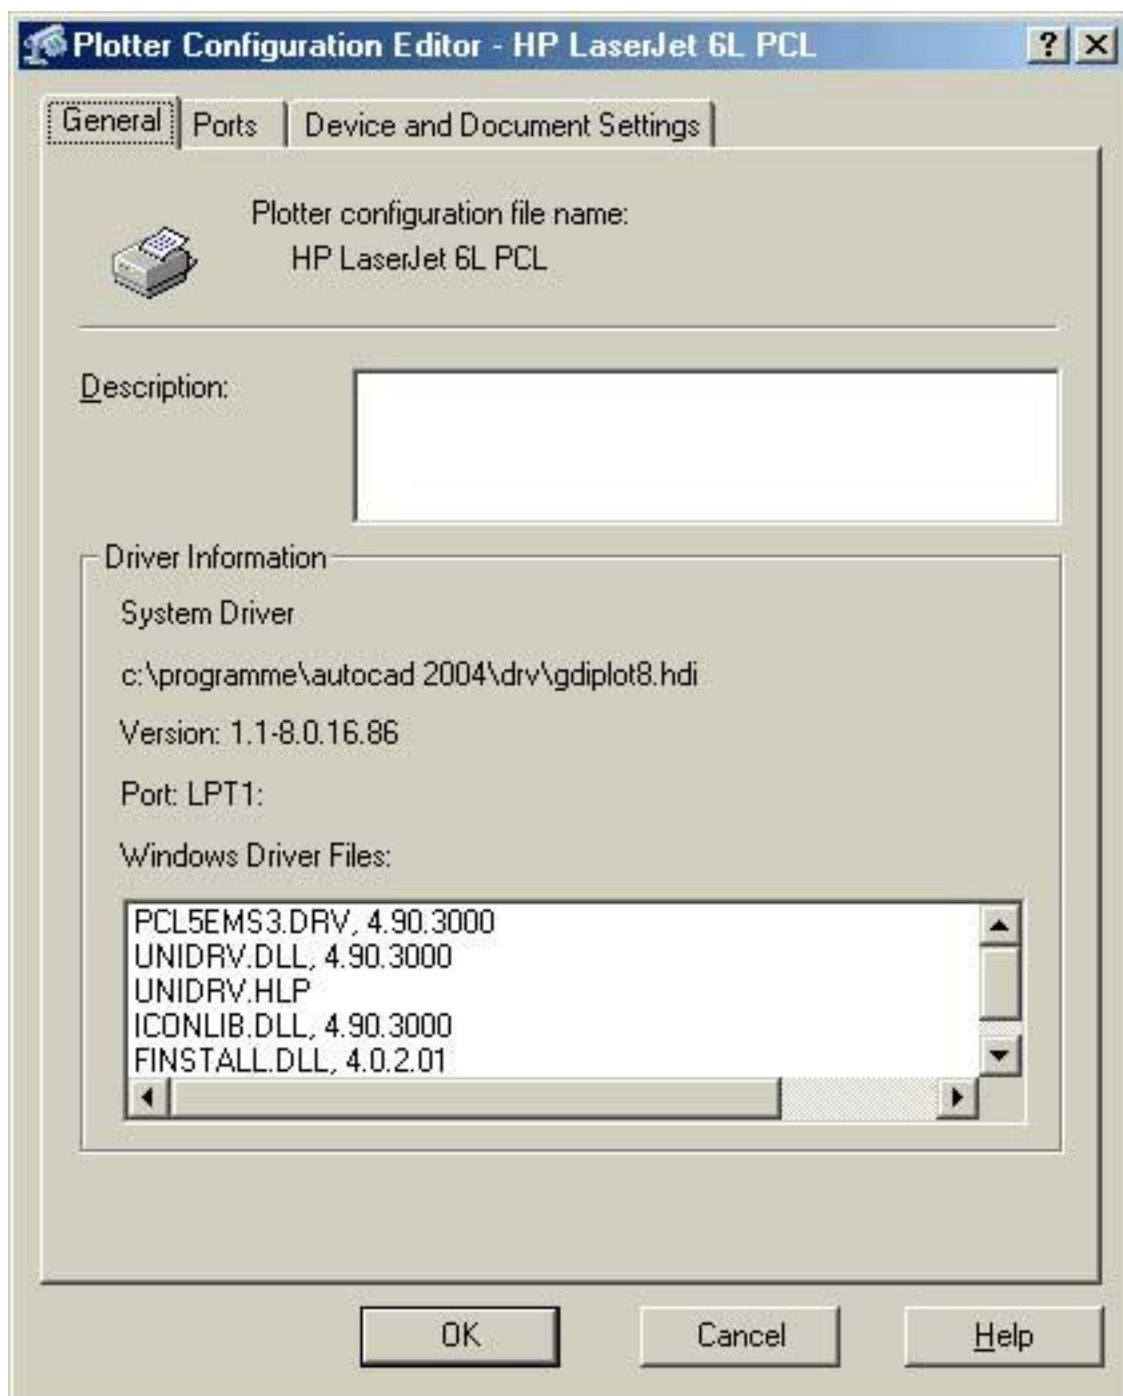 Plotter Configuration Editor - HP LaserJet 6L PCL
General Ports Device and Document Settings
Plotter configuration file name:
HP LaserJet 6L PCL
Description:
Driver Information
System Driver
c:\programme\autocad 2004\drv\gdiplot8.hdi
Version: 1.1-8.0.16.86
Port: LPT1:
Windows Driver Files:
PCL5EMS3.DRV, 4.90.3000
UNIDRV.DLL, 4.90.3000
UNIDRV.HLP
ICONLIB.DLL, 4.90.3000
FINSTALL.DLL, 4.0.2.01
OK Cancel Help